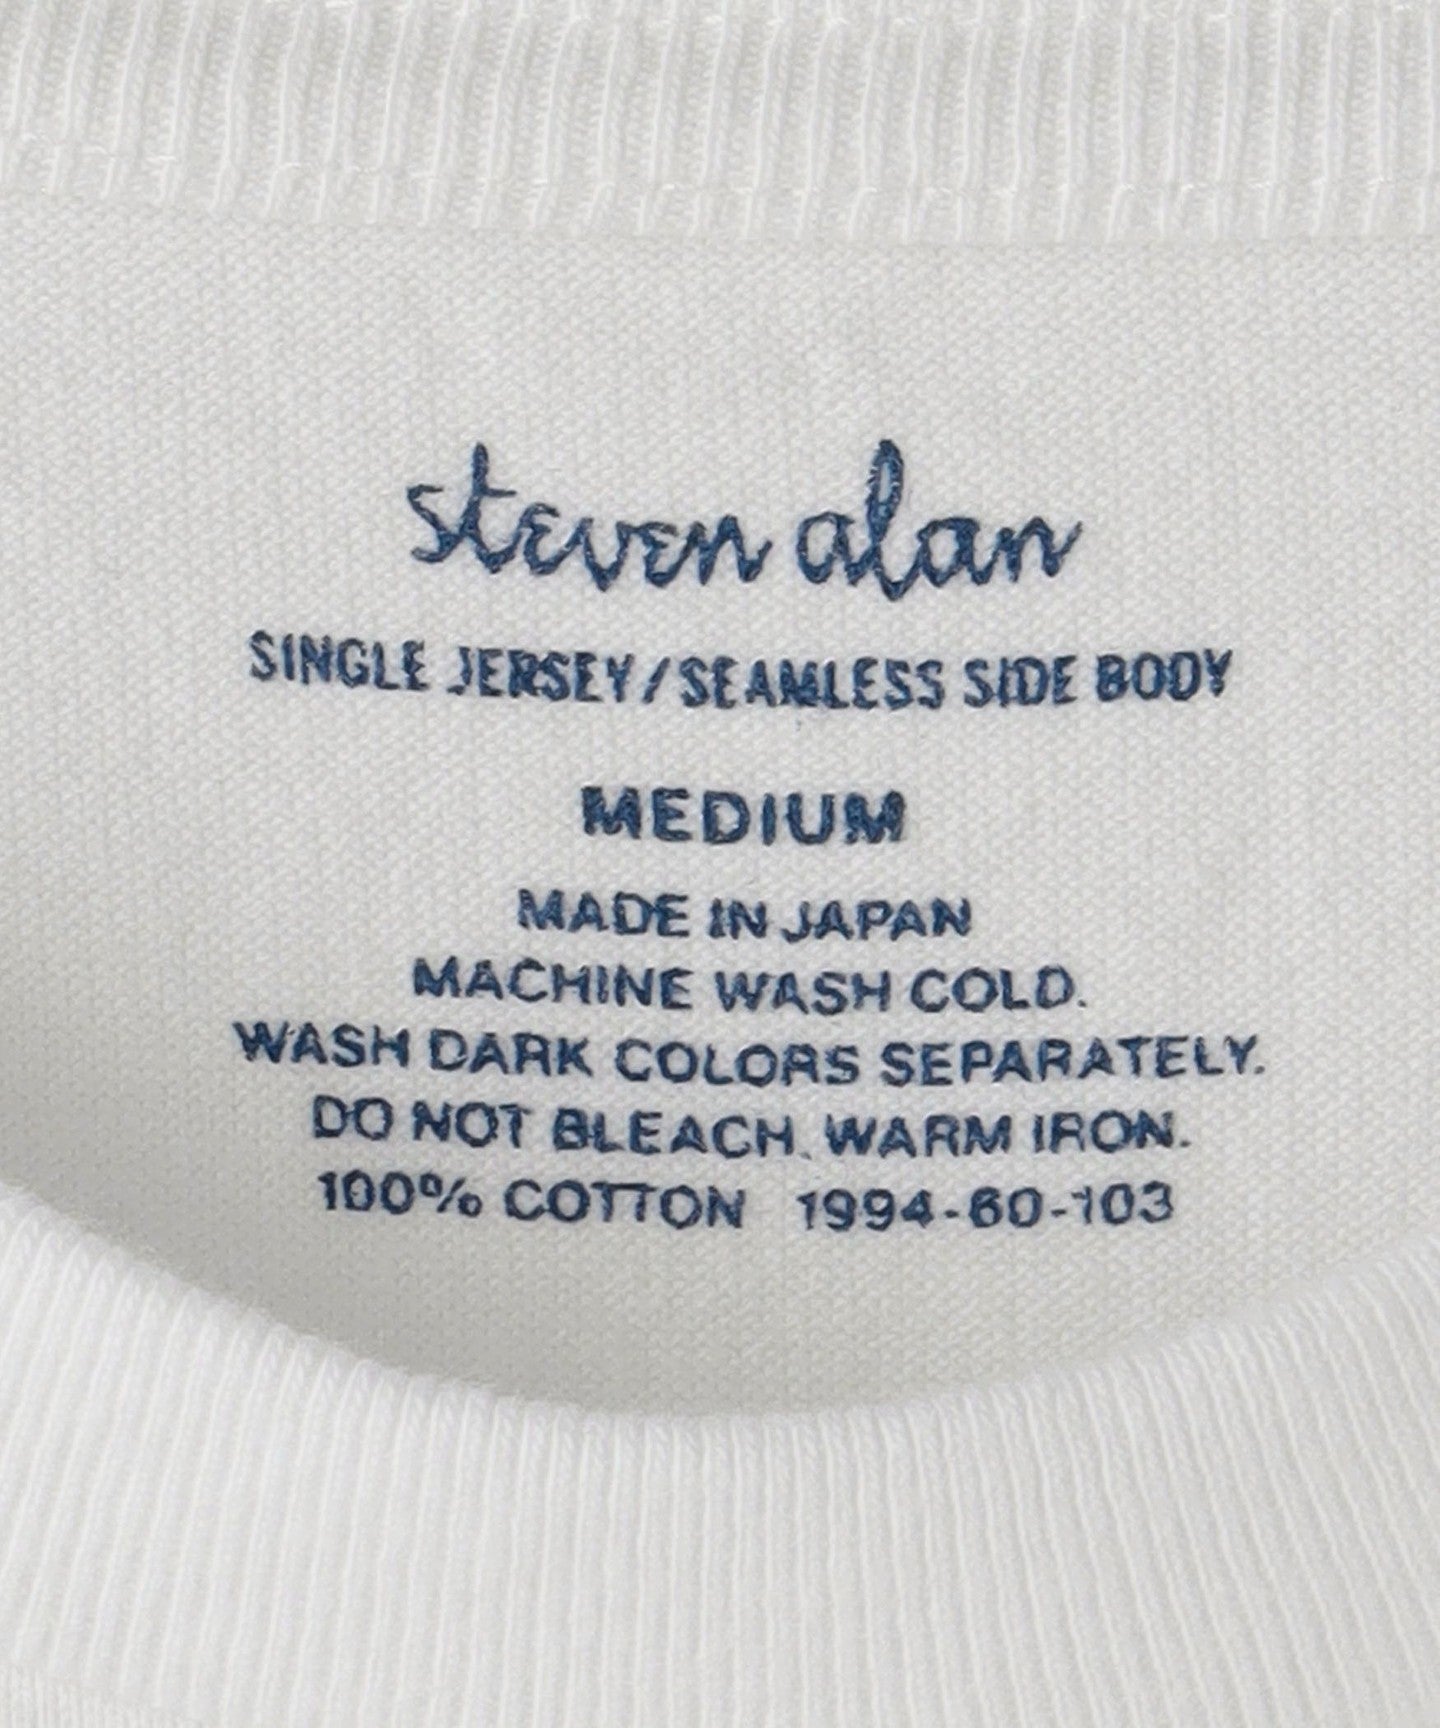 steven alan
SINGLE JERSEY/SEAMLESS SIDE BODY
MEDIUM
MADE IN JAPAN
MACHINE WASH COLD.
WASH DARK COLORS SEPARATELY.
DO NOT BLEACH. WARM IRON.
100% COTTON 1994-60-103